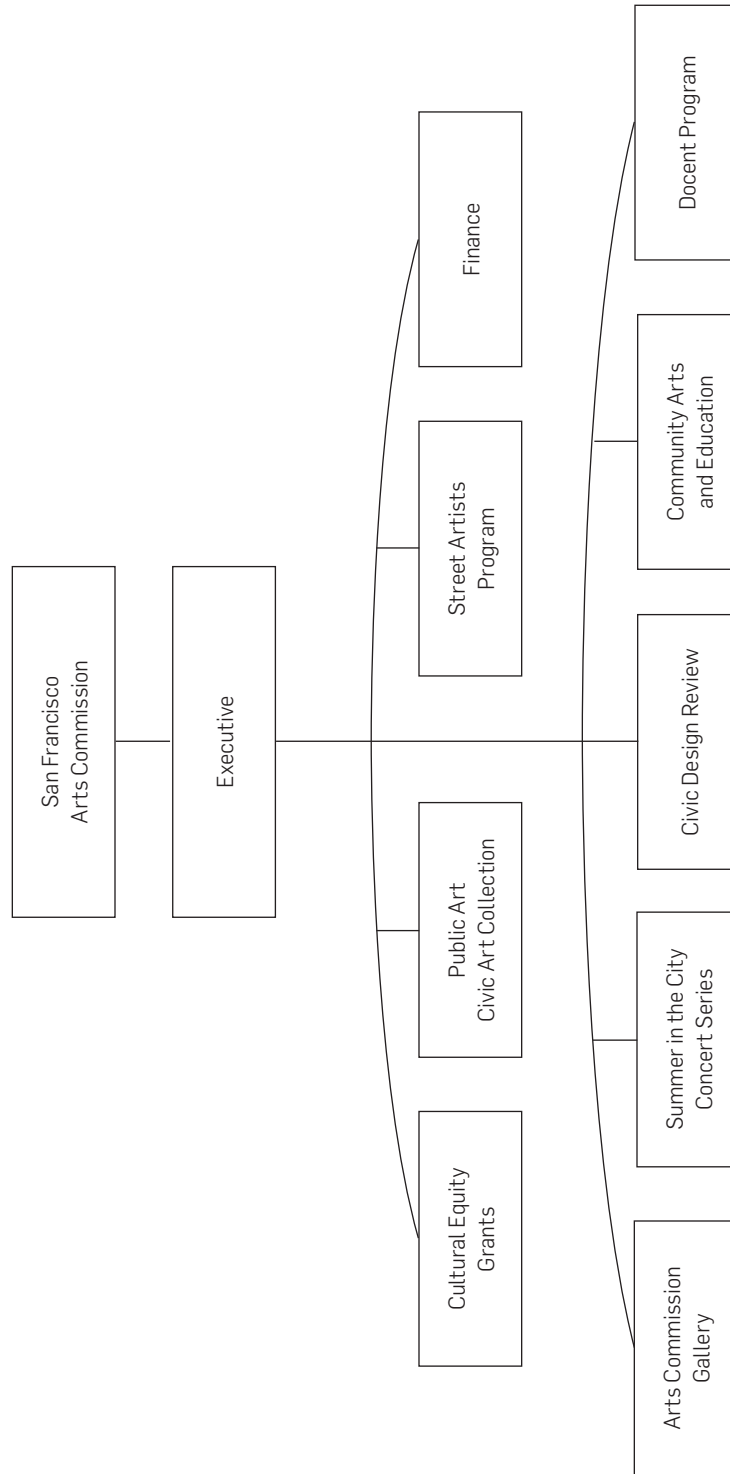 San Francisco
Arts Commission
Executive
Cultural Equity
Grants
Public Art
Civic Art Collection
Street Artists
Program
Finance
Arts Commission
Gallery
Summer in the City
Concert Series
Civic Design Review
Community Arts
and Education
Docent Program